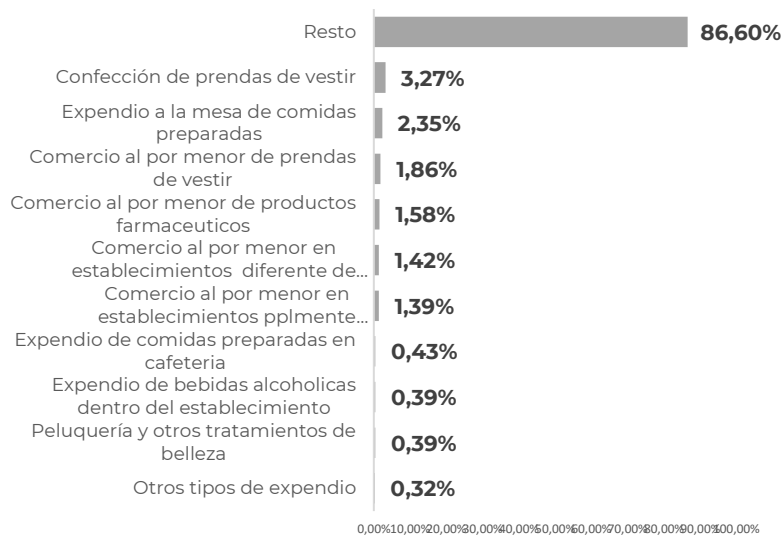 Resto
86,60%
Confección de prendas de vestir
3,27%
Expendio a la mesa de comidas
preparadas
2,35%
Comercio al por menor de prendas
de vestir
1,86%
Comercio al por menor de productos
farmaceuticos
1,58%
Comercio al por menor en
establecimientos diferente de...
1,42%
Comercio al por menor en
establecimientos pplmente...
1,39%
Expendio de comidas preparadas en
cafeteria
0,43%
Expendio de bebidas alcoholicas
dentro del establecimiento
0,39%
Peluquería y otros tratamientos de
belleza
0,39%
Otros tipos de expendio
0,32%
0,00% 10,00% 20,00% 30,00% 40,00% 50,00% 60,00% 70,00% 80,00% 90,00% 100,00%